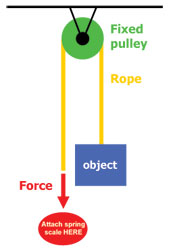 Fixed
pulley
Rope
object
Force
Attach spring
scale HERE